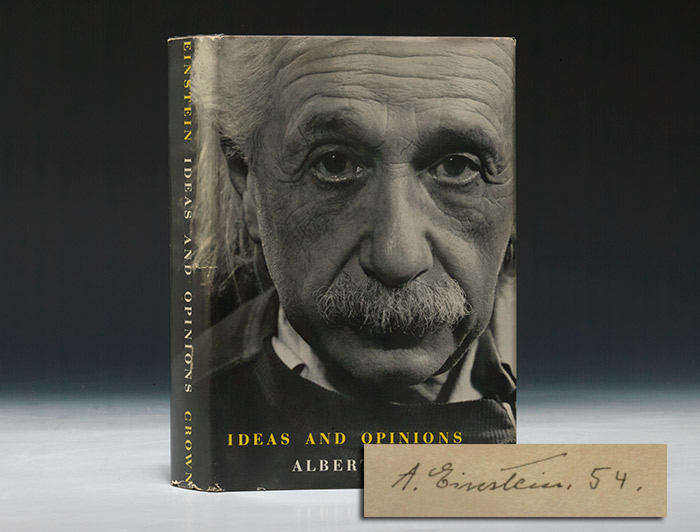 EINSTEIN IDEAS AND OPINIONS CROWN
IDEAS AND OPINIONS
ALBERT
A. Einstein. 54.